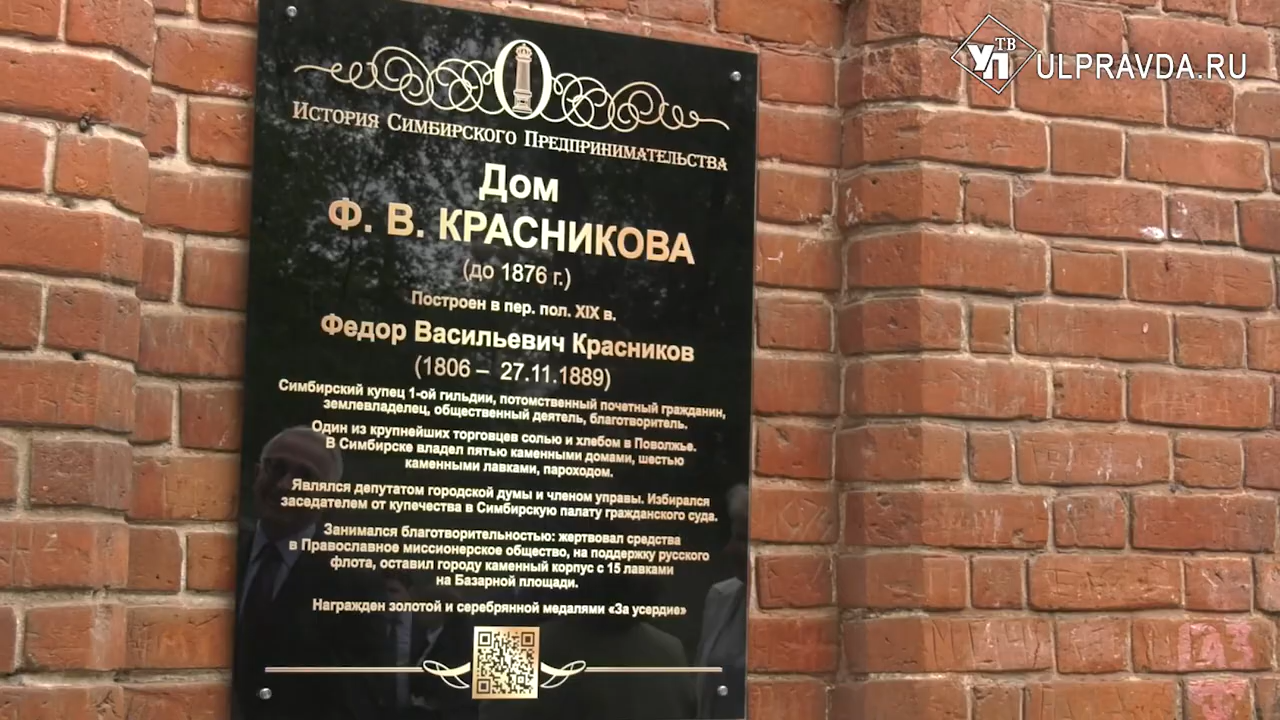 УП ТВ ULPRAVDA.RU
История Симбирского Предпринимательства
Дом
Ф. В. КРАСНИКОВА
(до 1876 г.)
Построен в пер. пол. XIX в.
Федор Васильевич Красников
(1806 – 27.11.1889)
Симбирский купец 1-ой гильдии, потомственный почетный гражданин,
землевладелец, общественный деятель, благотворитель.
Один из крупнейших торговцев солью и хлебом в Поволжье.
В Симбирске владел пятью каменными домами, шестью
каменными лавками, пароходом.
Являлся депутатом городской думы и членом управы. Избирался
заседателем от купечества в Симбирскую палату гражданского суда.
Занимался благотворительностью: жертвовал средства
в Православное миссионерское общество, на поддержку русского
флота, оставил городу каменный корпус с 15 лавками
на Базарной площади.
Награжден золотой и серебрянной медалями «За усердие»